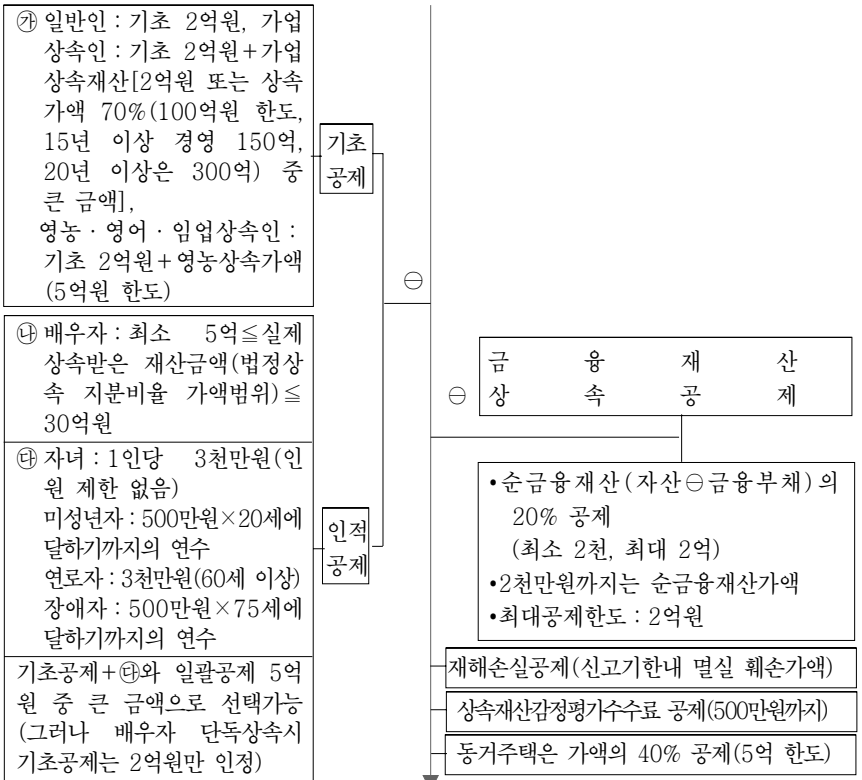 ㉮ 일반인 : 기초 2억원, 가업
상속인 : 기초 2억원+가업
상속재산[2억원 또는 상속
가액 70%(100억원 한도,
15년 이상 경영 150억,
20년 이상은 300억) 중
큰 금액],
영농·영어·임업상속인 :
기초 2억원+영농상속가액
(5억원 한도)
기초
공제
⊖
㉯ 배우자 : 최소 5억≦실제
상속받은 재산금액(법정상
속 지분비율 가액범위)≦
30억원
㉰ 자녀 : 1인당 3천만원(인
원 제한 없음)
미성년자 : 500만원×20세에
달하기까지의 연수
연로자 : 3천만원(60세 이상)
장애자 : 500만원×75세에
달하기까지의 연수
인적
공제
기초공제+㉰와 일괄공제 5억
원 중 큰 금액으로 선택가능
(그러나 배우자 단독상속시
기초공제는 2억원만 인정)
⊖
금 융 재 산
상 속 공 제
•순금융재산(자산⊖금융부채)의
20% 공제
(최소 2천, 최대 2억)
•2천만원까지는 순금융재산가액
•최대공제한도 : 2억원
재해손실공제(신고기한내 멸실 훼손가액)
상속재산감정평가수수료 공제(500만원까지)
동거주택은 가액의 40% 공제(5억 한도)